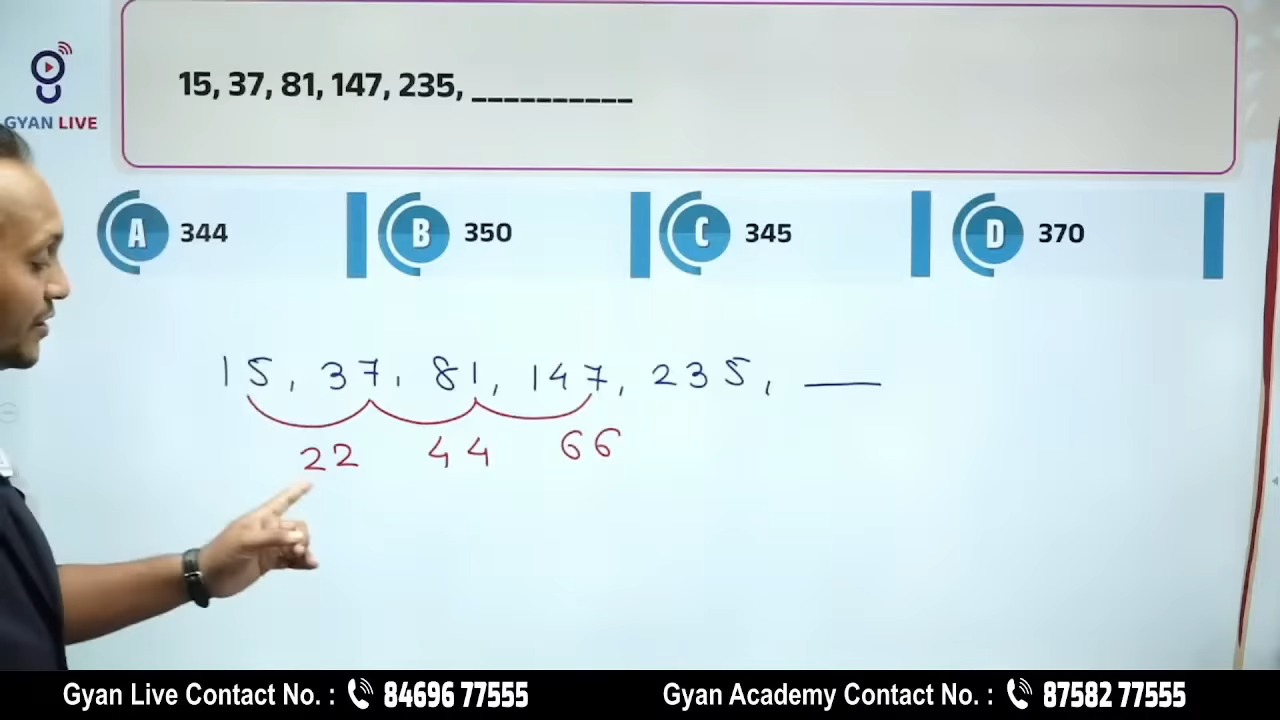 15, 37, 81, 147, 235, __________
GYAN LIVE
A 344
B 350
C 345
D 370
15, 37, 81, 147, 235, ___
22 44 66
Gyan Live Contact No. : 84696 77555
Gyan Academy Contact No. : 87582 77555